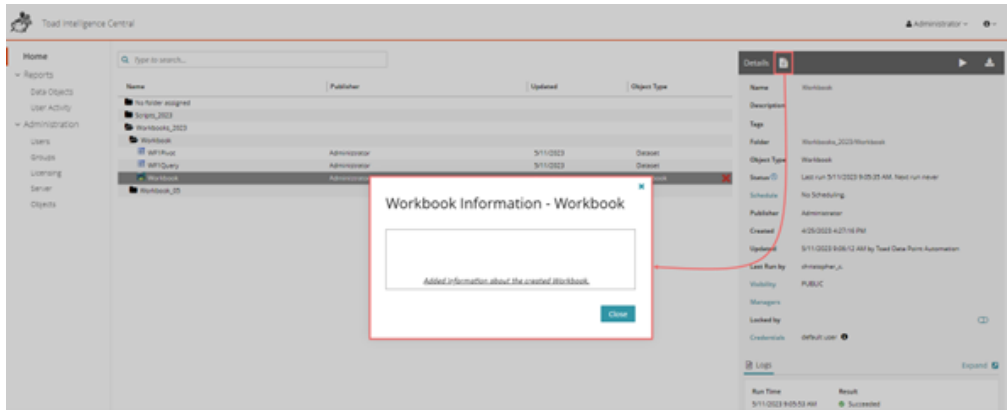 Toad Intelligence Central
Administrator
Home
Reports
Data Objects
User Activity
Administration
Users
Groups
Licensing
Server
Objects
Type to search...
Name Publisher Updated Object Type
No folder assigned
Scripts_2023
Workbooks_2023
Workbook
WF1Pivot Administrator 5/11/2023 Dataset
WF1Query Administrator 5/11/2023 Dataset
Workbook
Workbook_05
Workbook Information - Workbook
Added information about the created Workbook.
Close
Details
Name Workbook
Description
Tags
Folder Workbooks_2023/Workbook
Object Type Workbook
Status Last run 5/11/2023 9:05:35 AM. Next run never
Schedule No Scheduling.
Publisher Administrator
Created 4/25/2023 4:27:16 PM
Updated 5/11/2023 9:06:12 AM by Toad Data Point Automation
Last Run by christopher_s.
Visibility PUBLIC
Managers
Locked by
Credentials default user
Logs Expand
Run Time Result
5/11/2023 9:05:53 AM Succeeded